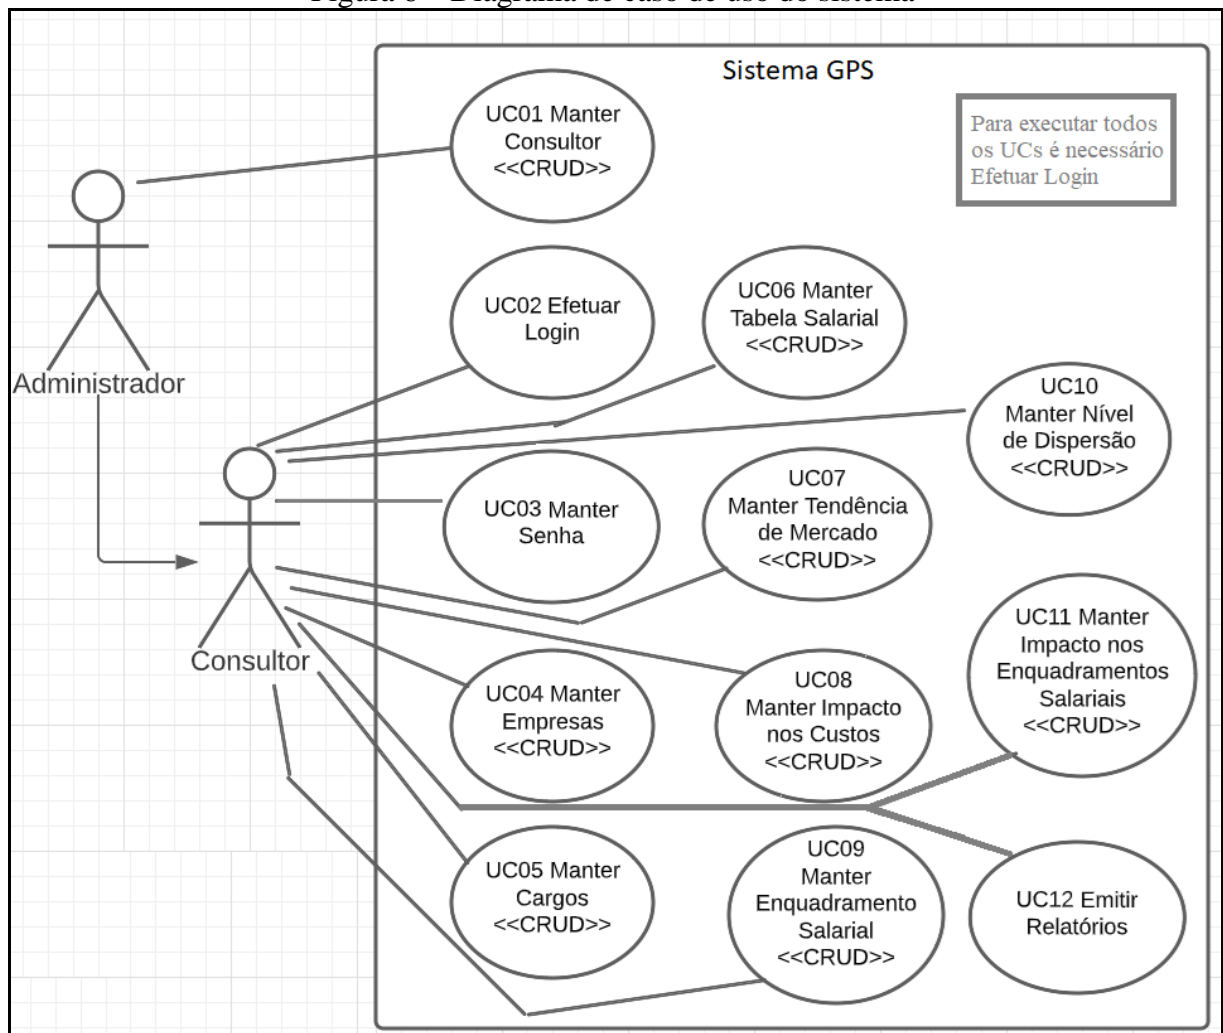 Figura 6 – Diagrama de caso de uso do sistema
Sistema GPS
UC01 Manter
Consultor
<<CRUD>>
Para executar todos
os UCs é necessário
Efetuar Login
Administrador
UC02 Efetuar
Login
UC06 Manter
Tabela Salarial
<<CRUD>>
UC10
Manter Nível
de Dispersão
<<CRUD>>
Consultor
UC03 Manter
Senha
UC07
Manter Tendência
de Mercado
<<CRUD>>
UC11 Manter
Impacto nos
Enquadramentos
Salariais
<<CRUD>>
UC04 Manter
Empresas
<<CRUD>>
UC08
Manter Impacto
nos Custos
<<CRUD>>
UC05 Manter
Cargos
<<CRUD>>
UC09
Manter
Enquadramento
Salarial
<<CRUD>>
UC12 Emitir
Relatórios